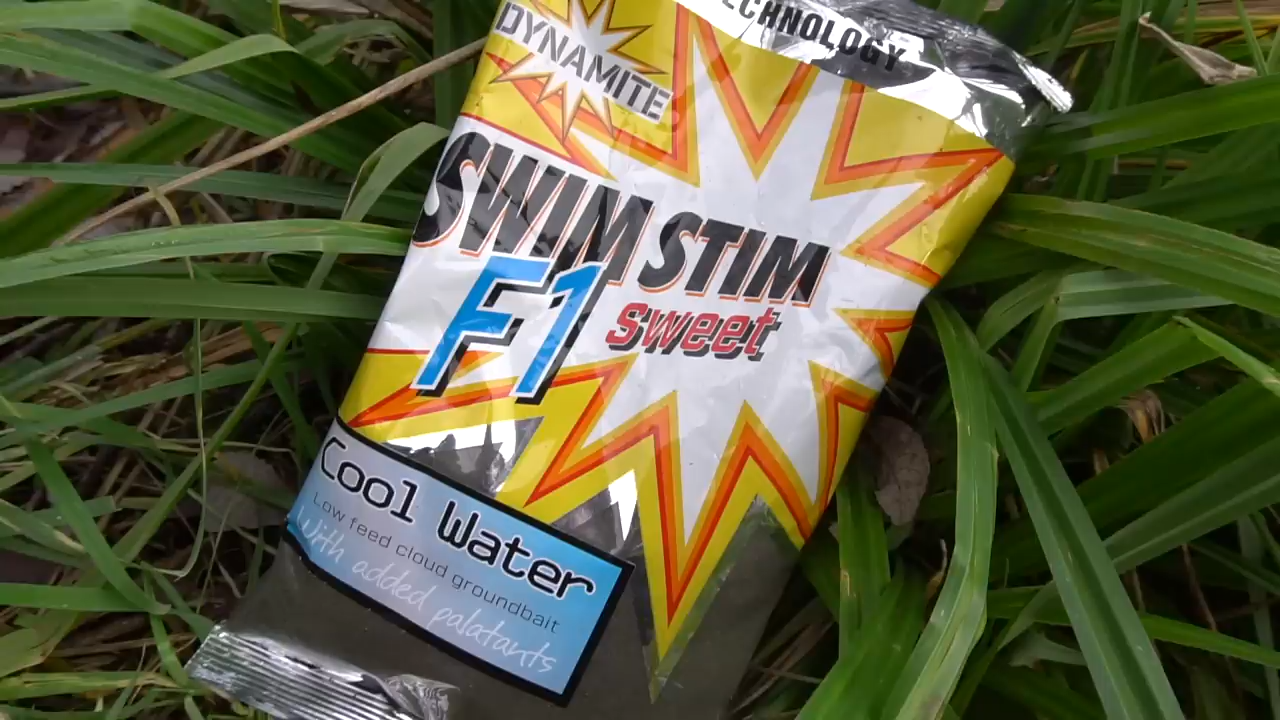 TECHNOLOGY
DYNAMITE
SWIM STIM
F1 sweet
Cool Water
Low feed cloud groundbait
With added palatants